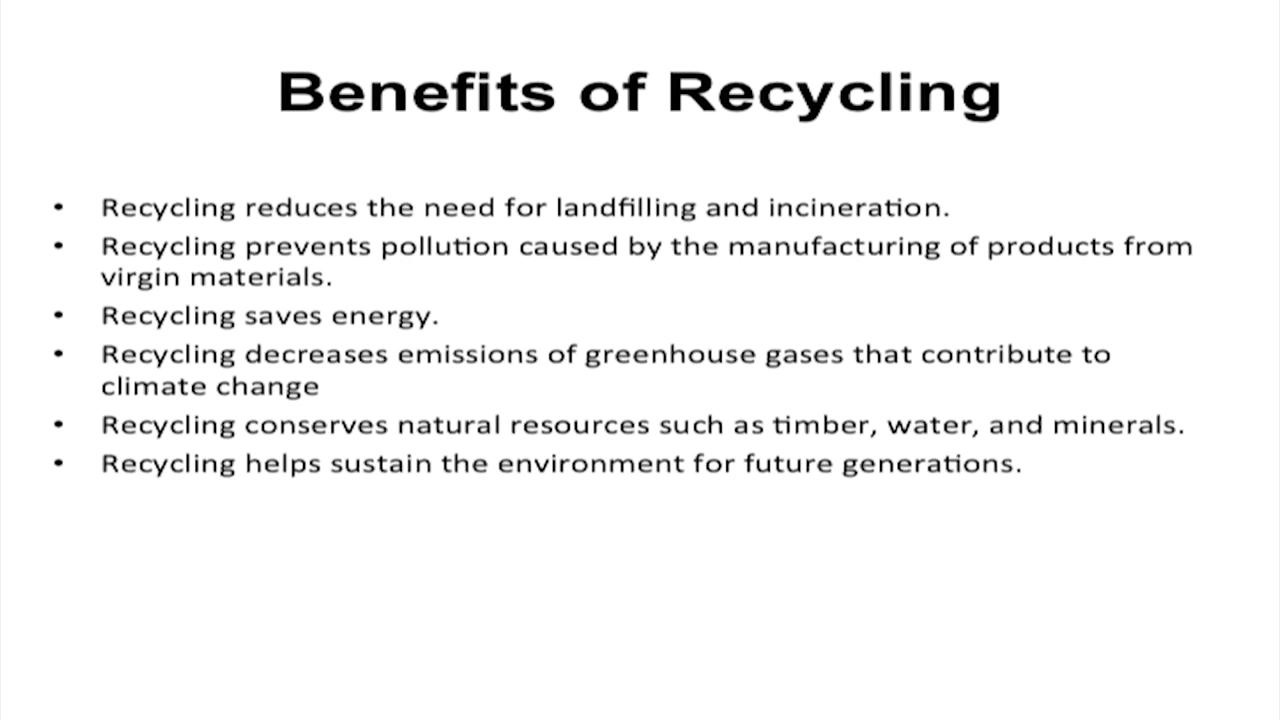 Benefits of Recycling
• Recycling reduces the need for landfilling and incineration.
• Recycling prevents pollution caused by the manufacturing of products from
virgin materials.
• Recycling saves energy.
• Recycling decreases emissions of greenhouse gases that contribute to
climate change
• Recycling conserves natural resources such as timber, water, and minerals.
• Recycling helps sustain the environment for future generations.